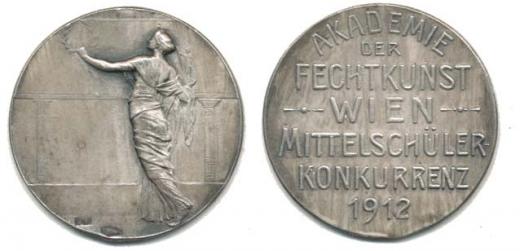 AKADEMIE
DER
FECHTKUNST
WIEN
MITTELSCHÜLER-
KONKURRENZ
1912